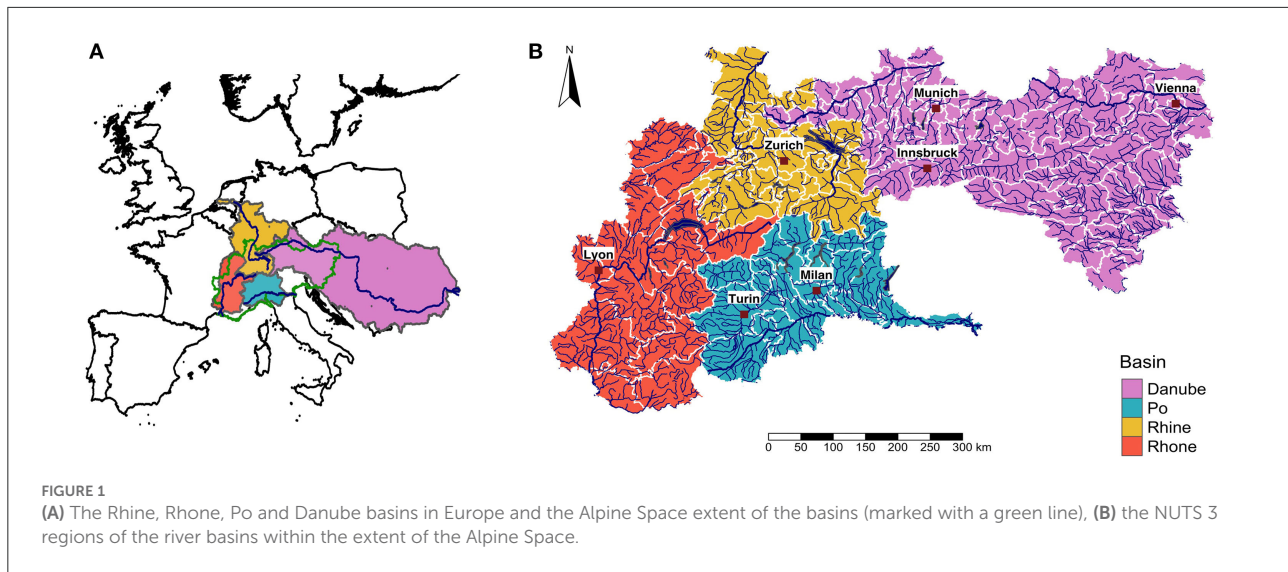 A
B
N
Munich
Vienna
Zurich
Innsbruck
Lyon
Milan
Turin
Basin
Danube
Po
Rhine
Rhone
0 50 75 100 150 200 250 300 km
FIGURE 1
(A) The Rhine, Rhone, Po and Danube basins in Europe and the Alpine Space extent of the basins (marked with a green line), (B) the NUTS 3
regions of the river basins within the extent of the Alpine Space.